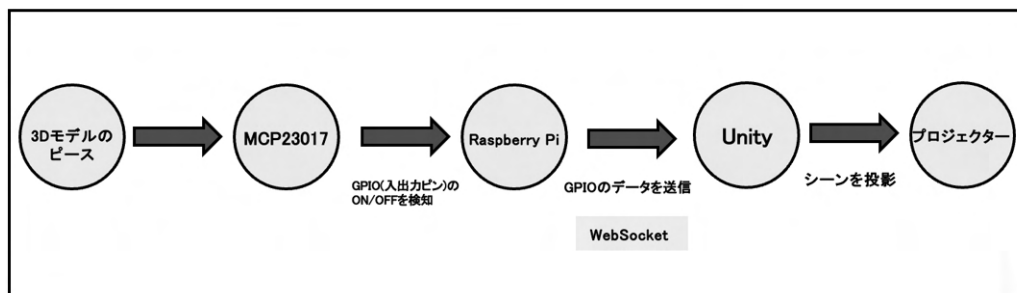 3Dモデルの
ピース
MCP23017
GPIO(入出力ピン)の
ON/OFFを検知
Raspberry Pi
GPIOのデータを送信
WebSocket
Unity
シーンを投影
プロジェクター